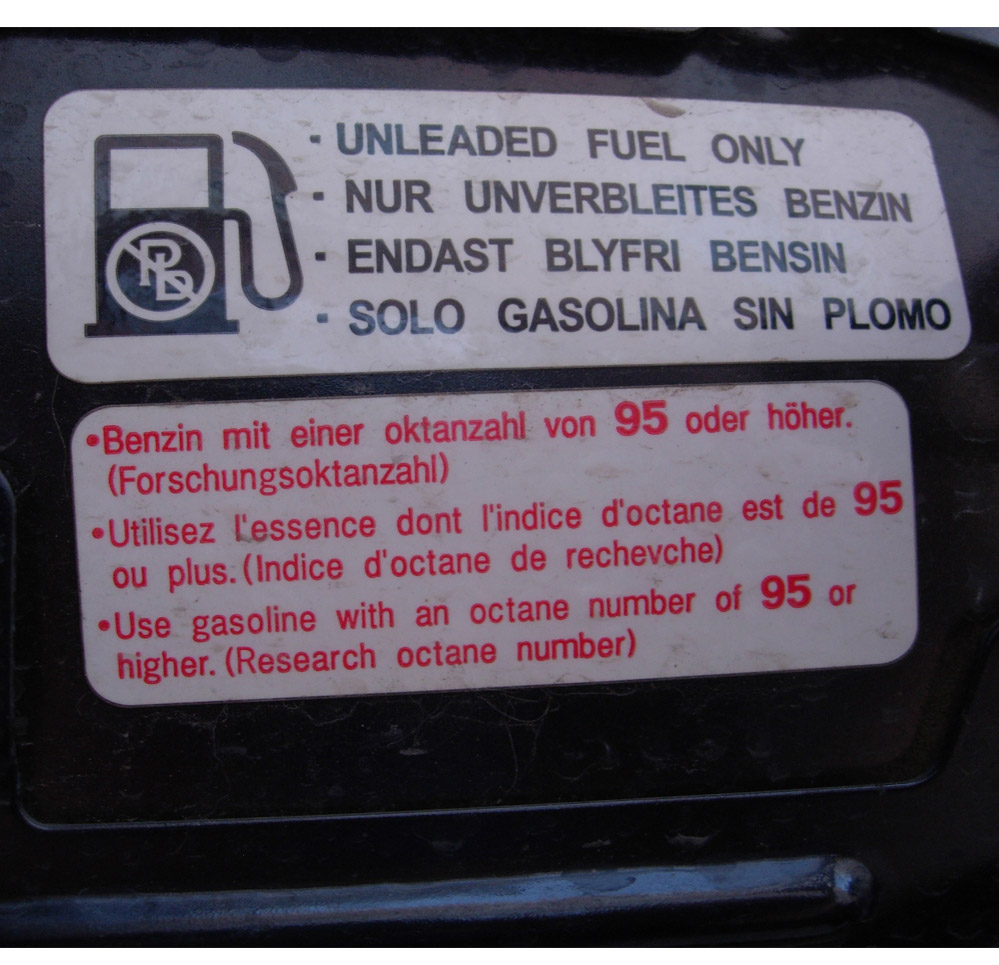 - UNLEADED FUEL ONLY
- NUR UNVERBLEITES BENZIN
- ENDAST BLYFRI BENSIN
- SOLO GASOLINA SIN PLOMO
PB
•Benzin mit einer oktanzahl von 95 oder höher.
(Forschungsoktanzahl)
•Utilisez l'essence dont l'indice d'octane est de 95
ou plus. (Indice d'octane de rechevche)
•Use gasoline with an octane number of 95 or
higher. (Research octane number)